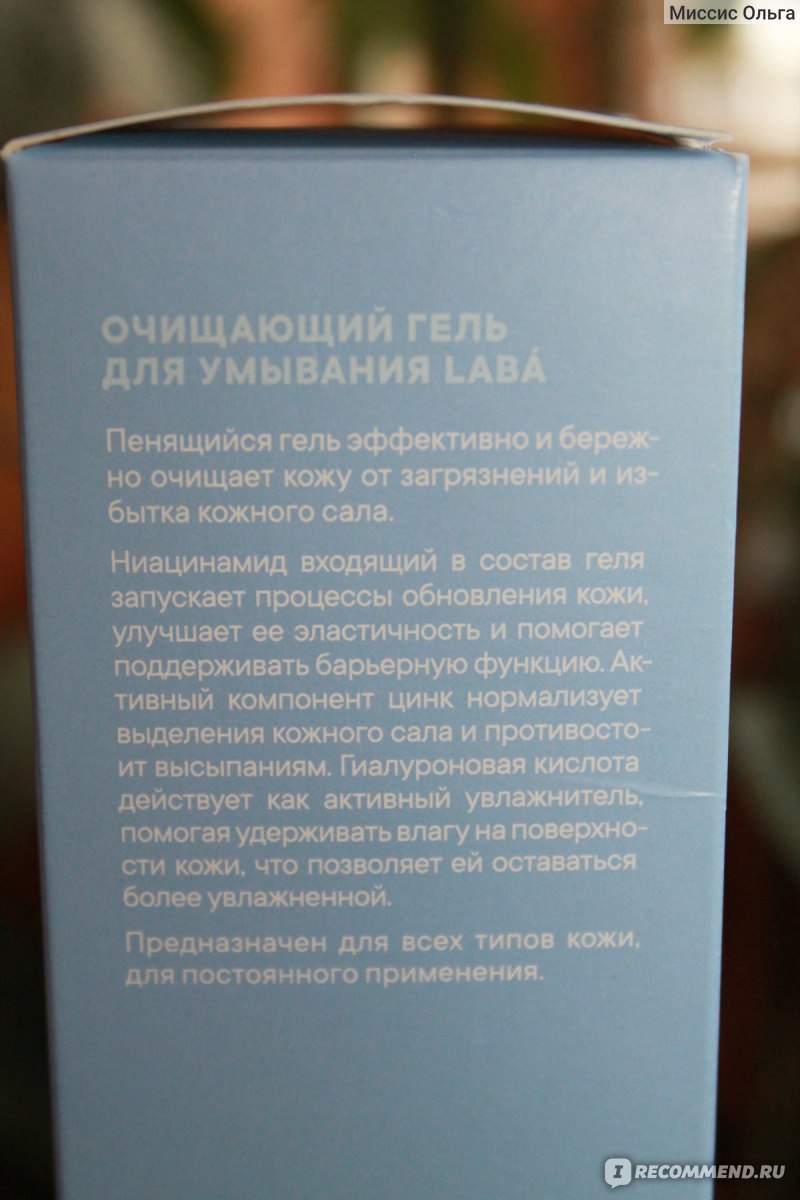 Миссис Ольга
ОЧИЩАЮЩИЙ ГЕЛЬ
ДЛЯ УМЫВАНИЯ LABÁ
Пенящийся гель эффективно и береж-
но очищает кожу от загрязнений и из-
бытка кожного сала.
Ниацинамид входящий в состав геля
запускает процессы обновления кожи,
улучшает ее эластичность и помогает
поддерживать барьерную функцию. Ак-
тивный компонент цинк нормализует
выделения кожного сала и противосто-
ит высыпаниям. Гиалуроновая кислота
действует как активный увлажнитель,
помогая удерживать влагу на поверхно-
сти кожи, что позволяет ей оставаться
более увлажненной.
Предназначен для всех типов кожи,
для постоянного применения.
I RECOMMEND.RU